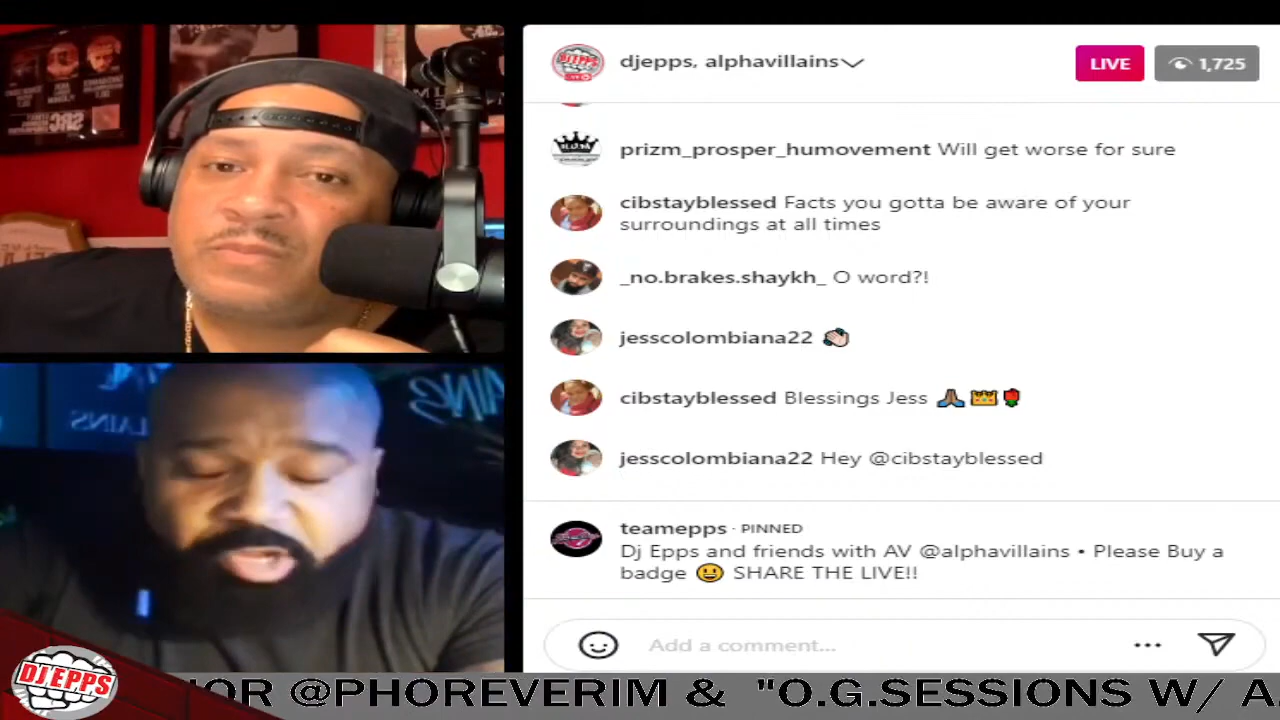 djepps, alphavillains
LIVE
1,725
prizm_prosper_humovement Will get worse for sure
cibstayblessed Facts you gotta be aware of your
surroundings at all times
_no.brakes.shaykh_ O word?!
jesscolombiana22 👏🏻
cibstayblessed Blessings Jess 🙏🏽👑🌹
jesscolombiana22 Hey @cibstayblessed
teamepps · PINNED
Dj Epps and friends with AV @alphavillains • Please Buy a
badge 😀 SHARE THE LIVE!!
Add a comment...
DJ EPPS
@PHOREVERIM & "O.G.SESSIONS W/ A